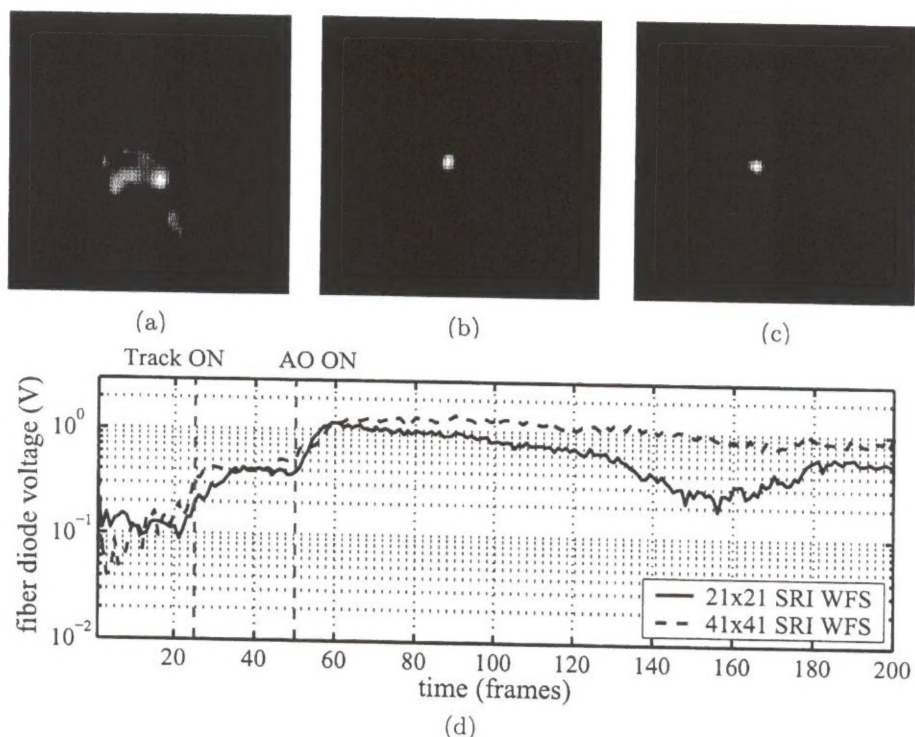 (a)
(b)
(c)
Track ON
AO ON
fiber diode voltage (V)
10^0
10^-1
10^-2
21x21 SRI WFS
41x41 SRI WFS
20 40 60 80 100 120 140 160 180 200
time (frames)
(d)